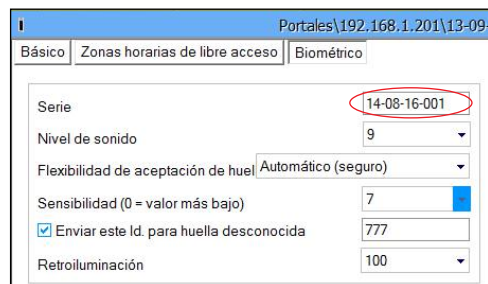 Portales\192.168.1.201\13-09-
Básico Zonas horarias de libre acceso Biométrico
Serie 14-08-16-001
Nivel de sonido 9
Flexibilidad de aceptación de huel Automático (seguro)
Sensibilidad (0 = valor más bajo) 7
Enviar este Id. para huella desconocida 777
Retroiluminación 100